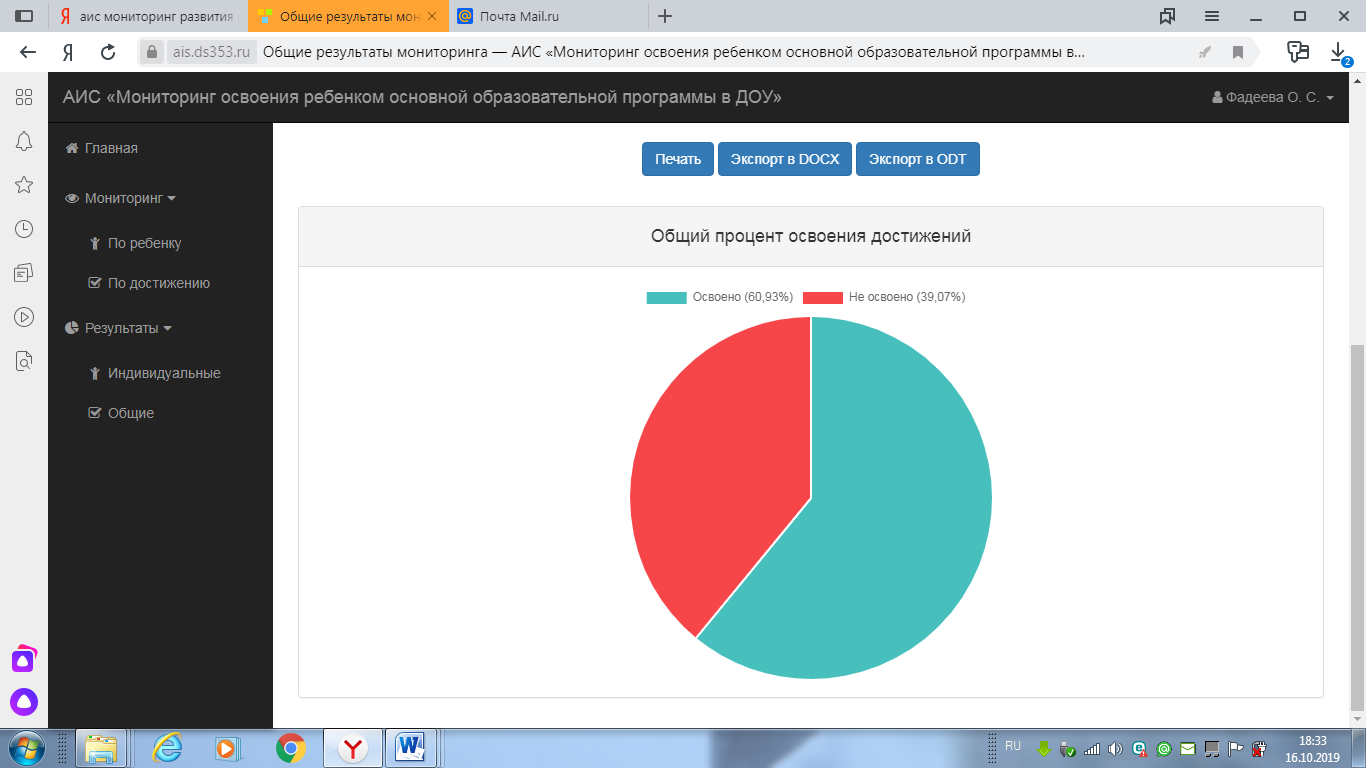 аис мониторинг развития
Общие результаты мон
Почта Mail.ru
ais.ds353.ru Общие результаты мониторинга — АИС «Мониторинг освоения ребенком основной образовательной программы в...
2
АИС «Мониторинг освоения ребенком основной образовательной программы в ДОУ»
Фадеева О. С.
Главная
Мониторинг
По ребенку
По достижению
Результаты
Индивидуальные
Общие
Печать
Экспорт в DOCX
Экспорт в ODT
Общий процент освоения достижений
Освоено (60,93%)
Не освоено (39,07%)
RU
18:33
16.10.2019